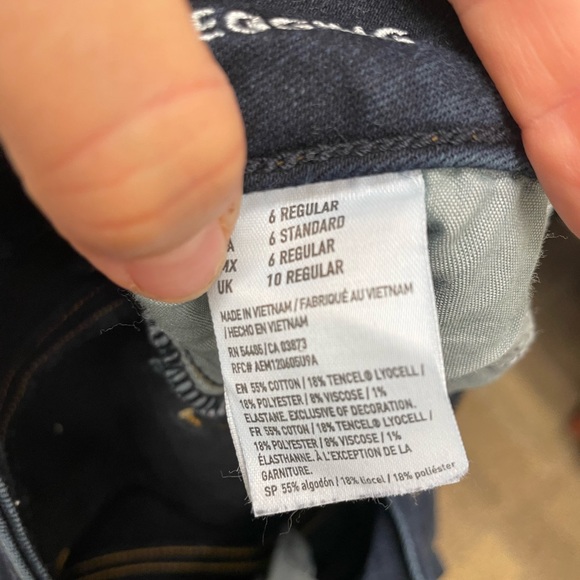 6 REGULAR
6 STANDARD
MX 6 REGULAR
UK 10 REGULAR
MADE IN VIETNAM / FABRIQUÉ AU VIETNAM
/ HECHO EN VIETNAM
RN 54485 / CA 03873
RFC# AEM120605U9A
EN 55% COTTON / 18% TENCEL® LYOCELL /
18% POLYESTER / 8% VISCOSE / 1%
ELASTANE. EXCLUSIVE OF DECORATION.
FR 55% COTON / 18% TENCEL® LYOCELL /
18% POLYESTER / 8% VISCOSE / 1%
ÉLASTHANNE. À L'EXCEPTION DE LA
GARNITURE.
SP 55% algodón / 18% liocel / 18% poliéster